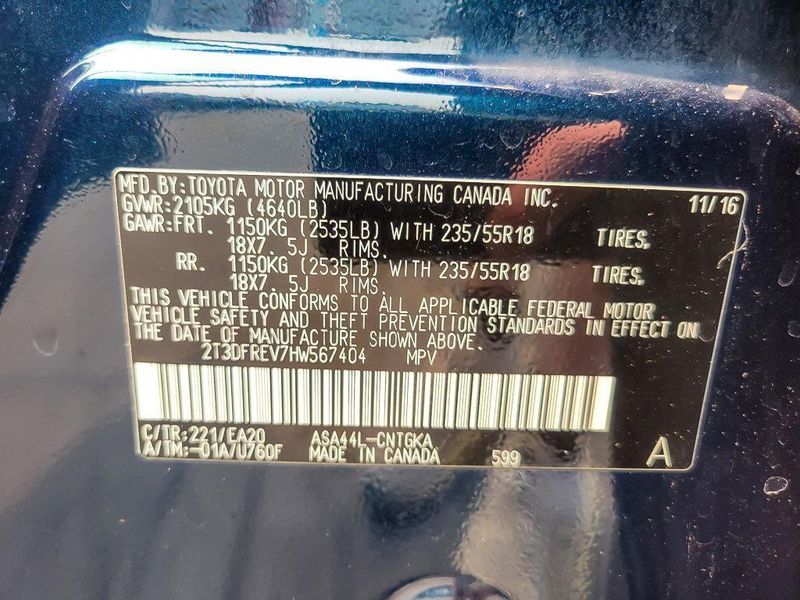 MFD.BY:TOYOTA MOTOR MANUFACTURING CANADA INC. 11/16
GVWR:2105KG (4640LB)
GAWR:FRT. 1150KG (2535LB) WITH 235/55R18 TIRES,
18X7. 5J RIMS.
RR. 1150KG (2535LB) WITH 235/55R18 TIRES,
18X7. 5J RIMS.
THIS VEHICLE CONFORMS TO ALL APPLICABLE FEDERAL MOTOR
VEHICLE SAFETY AND THEFT PREVENTION STANDARDS IN EFFECT ON
THE DATE OF MANUFACTURE SHOWN ABOVE.
2T3DFREV7HW567404 MPV
C/TR:221/EA20 ASA44L-CNTGKA
A/TM:-01A/U760F MADE IN CANADA 599 A